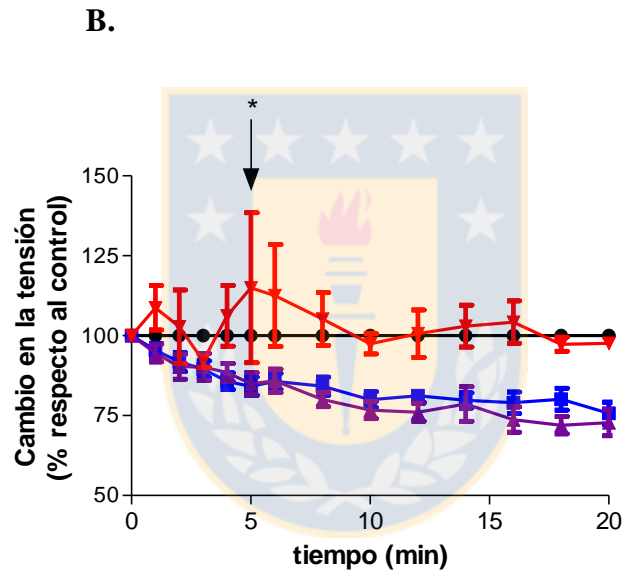 B.
*
150
125
100
75
50
0
5
10
15
20
Cambio en la tensión
(% respecto al control)
tiempo (min)